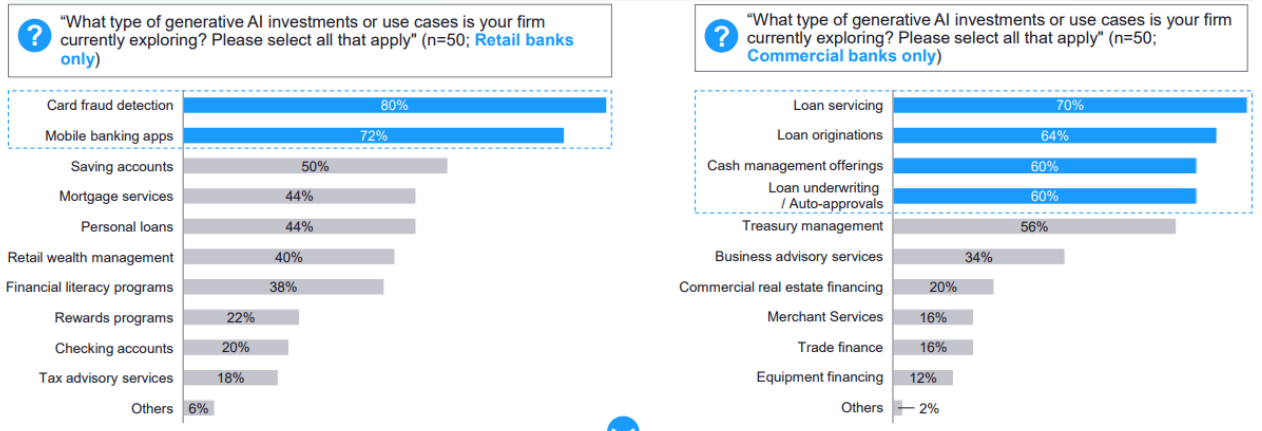 ?
“What type of generative AI investments or use cases is your firm
currently exploring? Please select all that apply" (n=50; Retail banks
only)
Card fraud detection 80%
Mobile banking apps 72%
Saving accounts 50%
Mortgage services 44%
Personal loans 44%
Retail wealth management 40%
Financial literacy programs 38%
Rewards programs 22%
Checking accounts 20%
Tax advisory services 18%
Others 6%
?
“What type of generative AI investments or use cases is your firm
currently exploring? Please select all that apply" (n=50;
Commercial banks only)
Loan servicing 70%
Loan originations 64%
Cash management offerings 60%
Loan underwriting
/ Auto-approvals 60%
Treasury management 56%
Business advisory services 34%
Commercial real estate financing 20%
Merchant Services 16%
Trade finance 16%
Equipment financing 12%
Others 2%